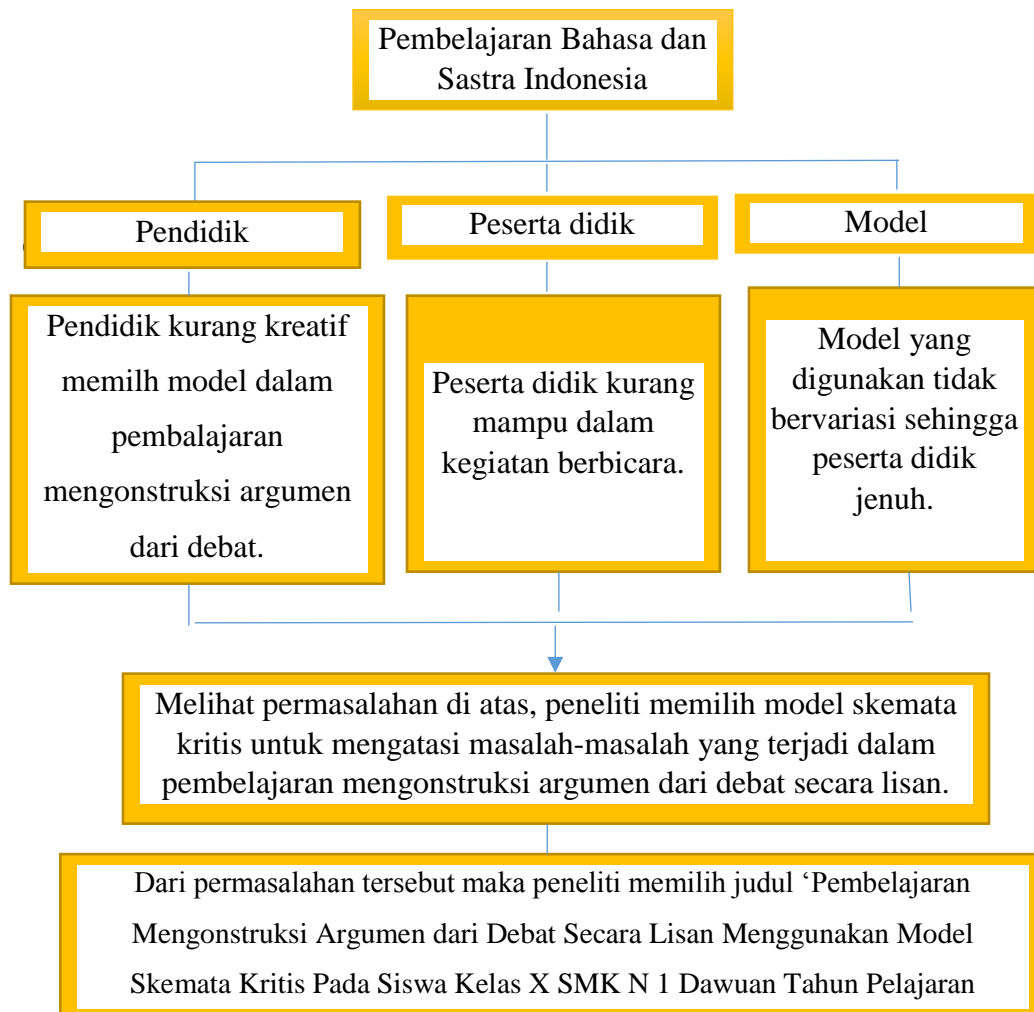 Pembelajaran Bahasa dan
Sastra Indonesia
Pendidik
Peserta didik
Model
Pendidik kurang kreatif
memilh model dalam
pembalajaran
mengonstruksi argumen
dari debat.
Peserta didik kurang
mampu dalam
kegiatan berbicara.
Model yang
digunakan tidak
bervariasi sehingga
peserta didik
jenuh.
Melihat permasalahan di atas, peneliti memilih model skemata
kritis untuk mengatasi masalah-masalah yang terjadi dalam
pembelajaran mengonstruksi argumen dari debat secara lisan.
Dari permasalahan tersebut maka peneliti memilih judul ‘Pembelajaran
Mengonstruksi Argumen dari Debat Secara Lisan Menggunakan Model
Skemata Kritis Pada Siswa Kelas X SMK N 1 Dawuan Tahun Pelajaran